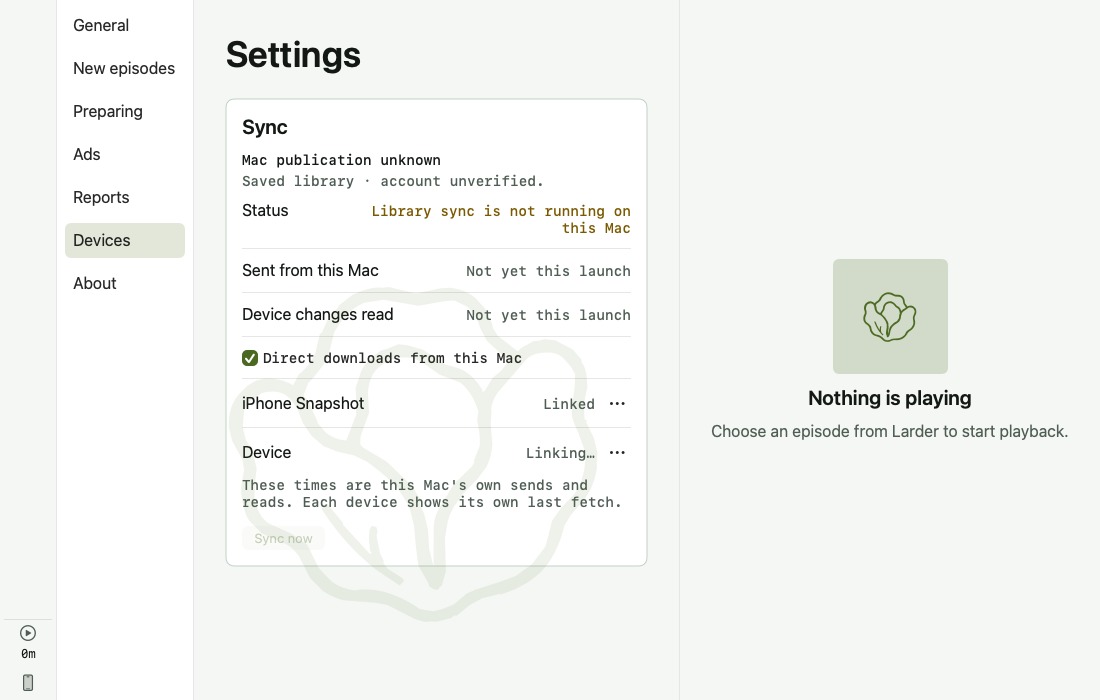 General
New episodes
Preparing
Ads
Reports
Devices
About
0m
Settings
Sync
Mac publication unknown
Saved library · account unverified.
Status
Library sync is not running on
this Mac
Sent from this Mac
Not yet this launch
Device changes read
Not yet this launch
Direct downloads from this Mac
iPhone Snapshot
Linked
Device
Linking…
These times are this Mac's own sends and
reads. Each device shows its own last fetch.
Sync now
Nothing is playing
Choose an episode from Larder to start playback.